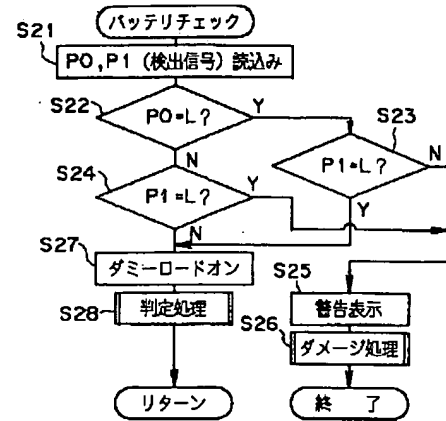 バッテリチェック
S21
P0,P1 (検出信号) 読込み
S22
P0=L?
Y
S23
N
S24
P1=L?
N
P1=L?
Y
Y
N
S27
ダミーロードオン
S25
警告表示
S28
判定処理
S26
ダメージ処理
リターン
終 了